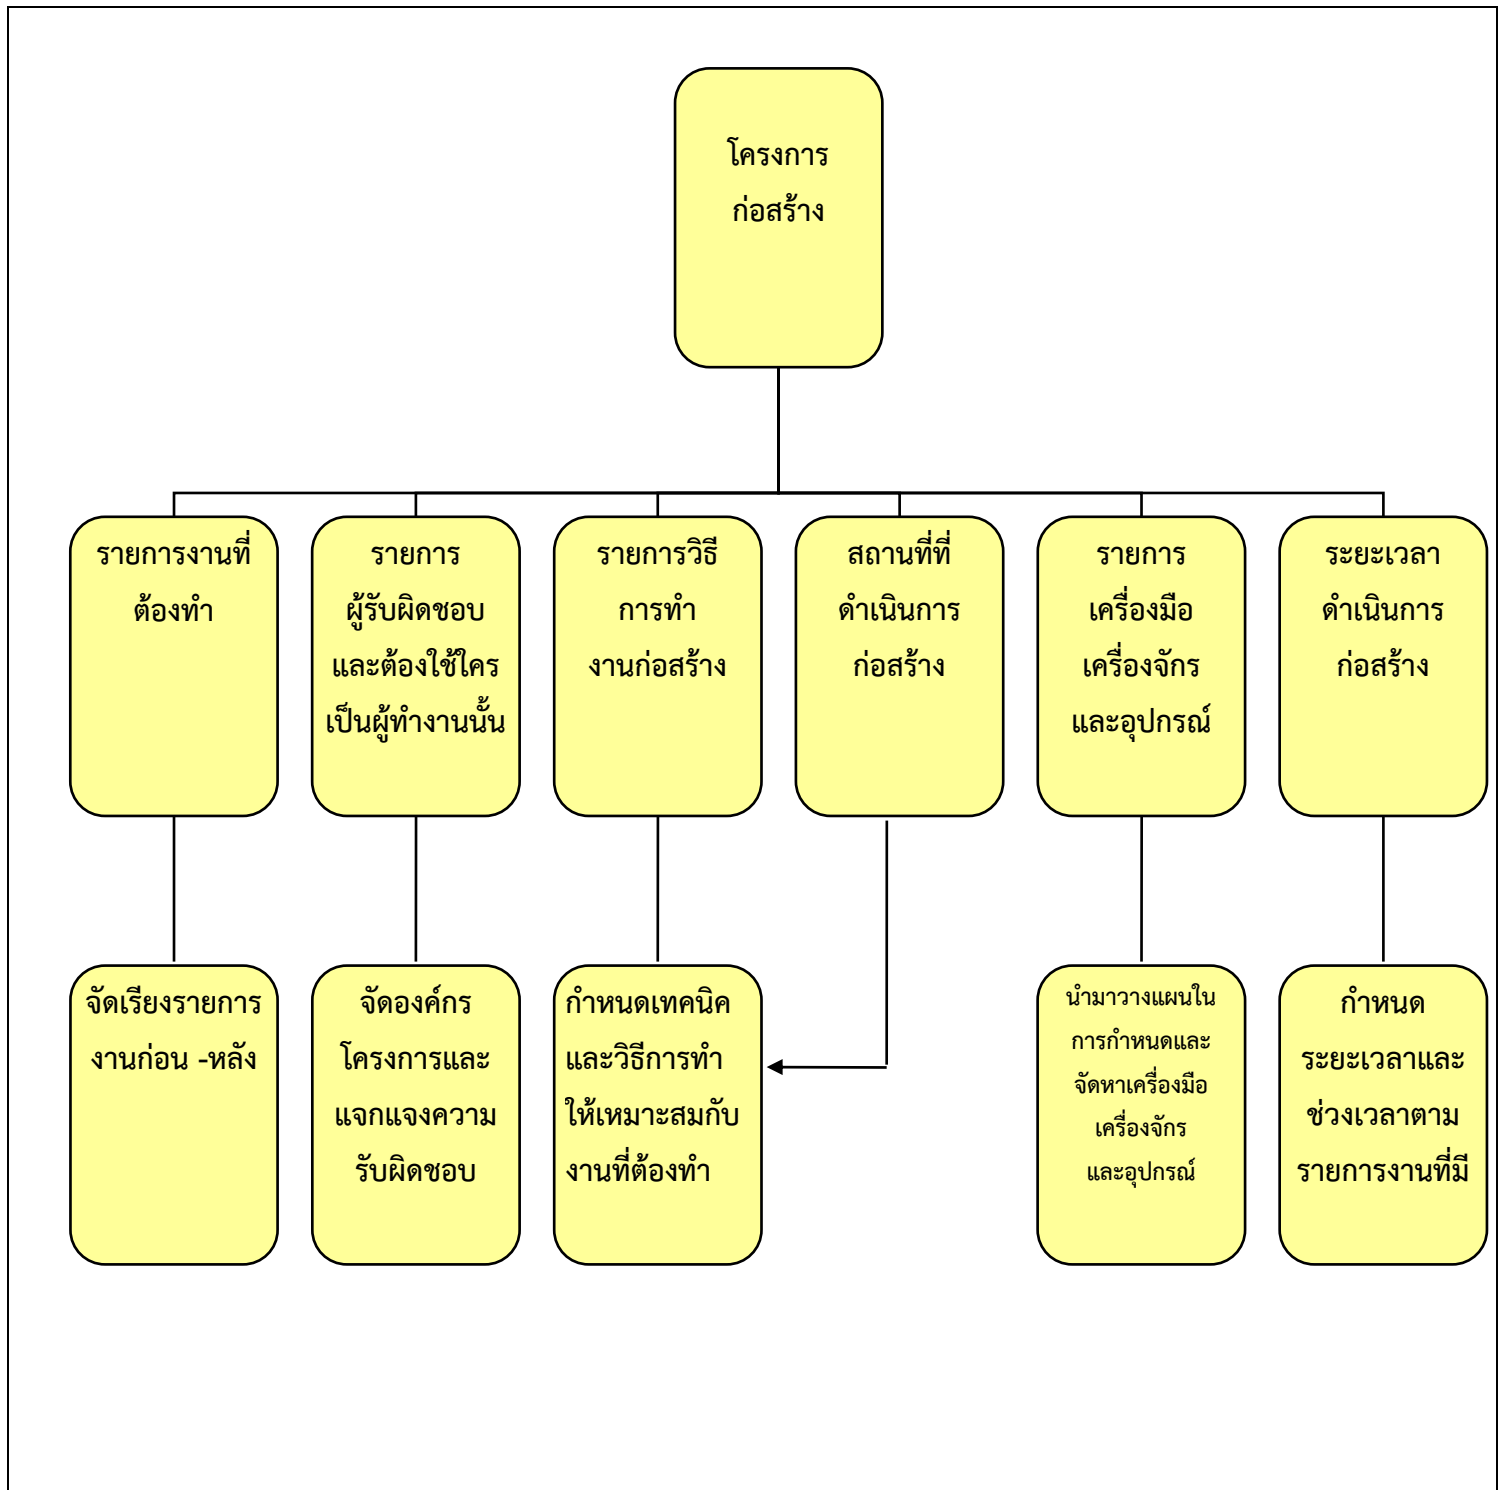 โครงการ
ก่อสร้าง
รายการงานที่
ต้องทำ
รายการ
ผู้รับผิดชอบ
และต้องใช้ใคร
เป็นผู้ทำงานนั้น
รายการวิธี
การทำ
งานก่อสร้าง
สถานที่ที่
ดำเนินการ
ก่อสร้าง
รายการ
เครื่องมือ
เครื่องจักร
และอุปกรณ์
ระยะเวลา
ดำเนินการ
ก่อสร้าง
จัดเรียงรายการ
งานก่อน -หลัง
จัดองค์กร
โครงการและ
แจกแจงความ
รับผิดชอบ
กำหนดเทคนิค
และวิธีการทำ
ให้เหมาะสมกับ
งานที่ต้องทำ
นำมาวางแผนใน
การกำหนดและ
จัดหาเครื่องมือ
เครื่องจักร
และอุปกรณ์
กำหนด
ระยะเวลาและ
ช่วงเวลาตาม
รายการงานที่มี